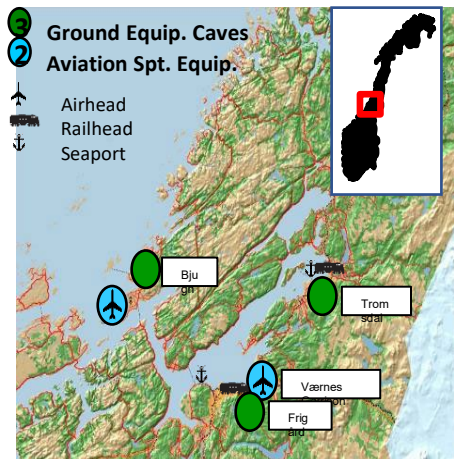 3 Ground Equip. Caves
2 Aviation Spt. Equip.
Airhead
Railhead
Seaport
Bju
gn
Trom
sdal
Værnes
Frig
ård